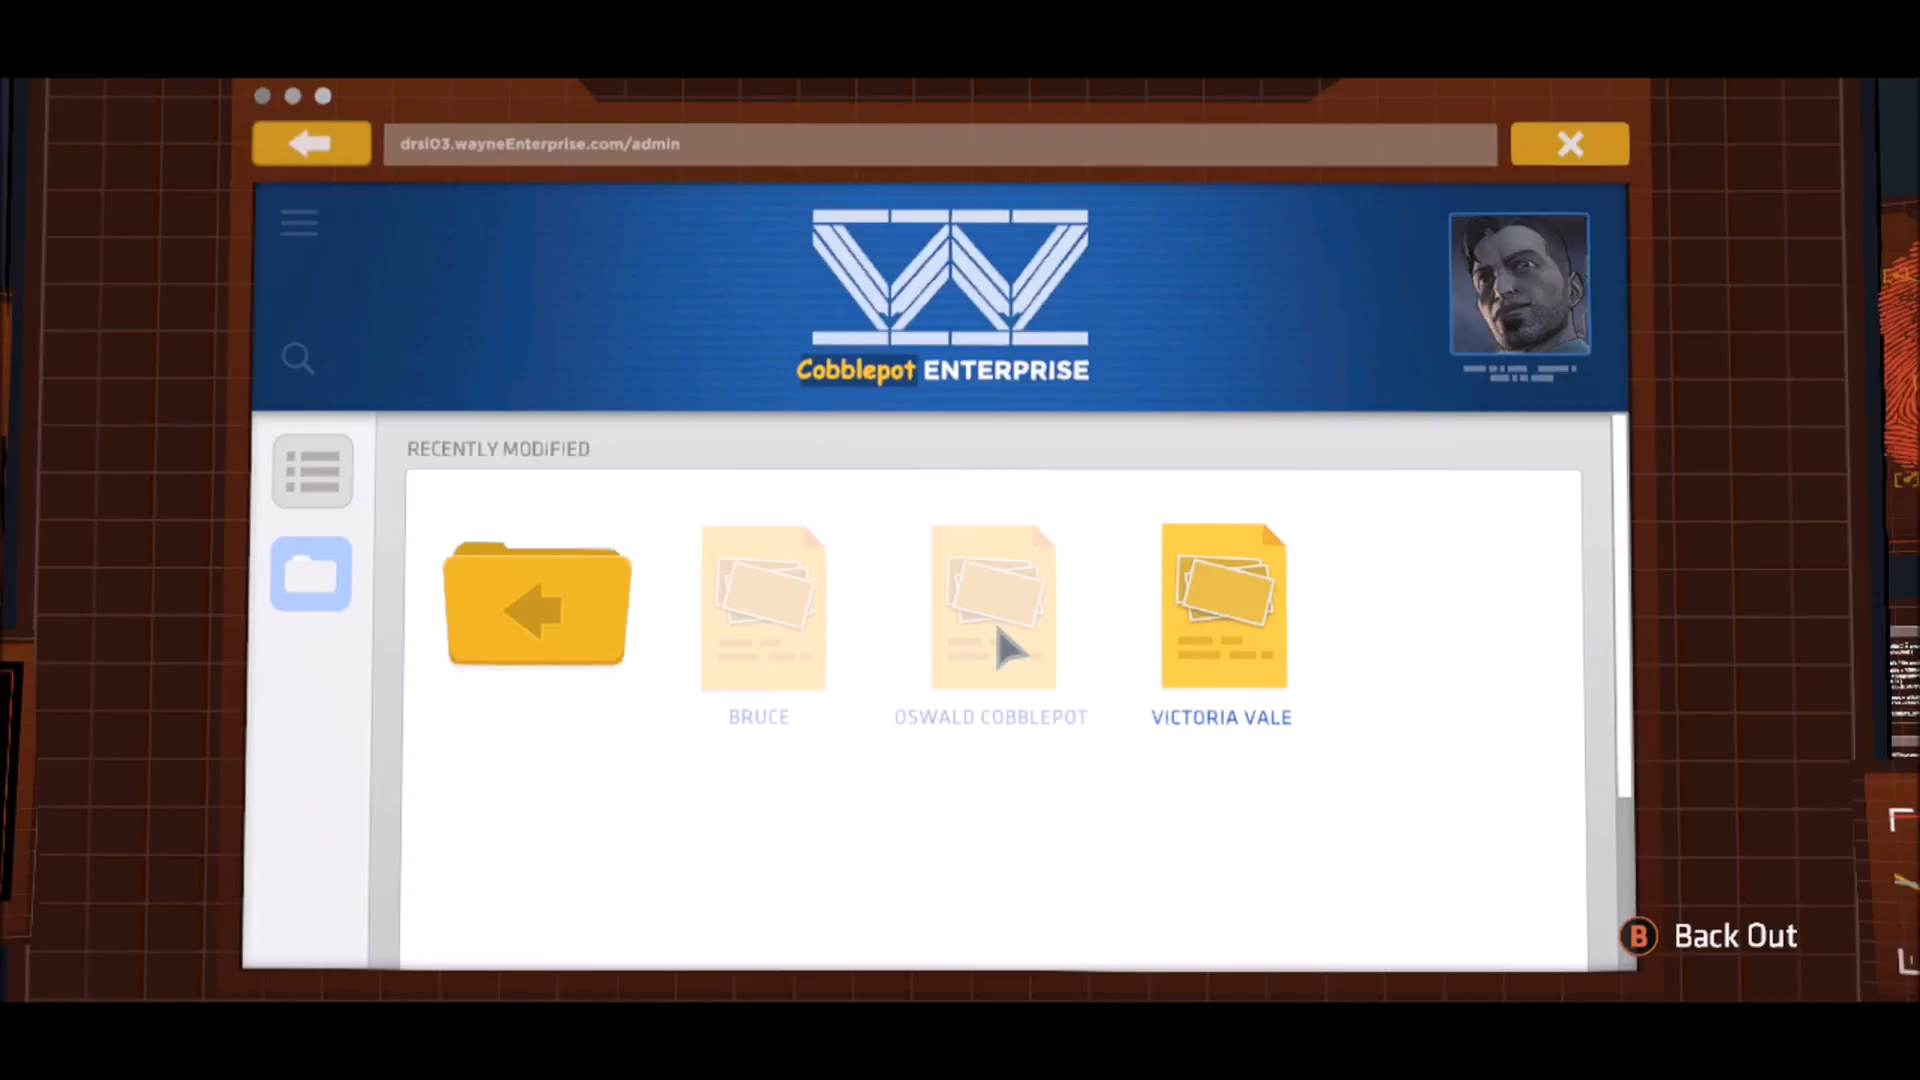 drsl03.wayneEnterprise.com/admin
Cobblepot ENTERPRISE
RECENTLY MODIFIED
BRUCE
OSWALD COBBLEPOT
VICTORIA VALE
B Back Out